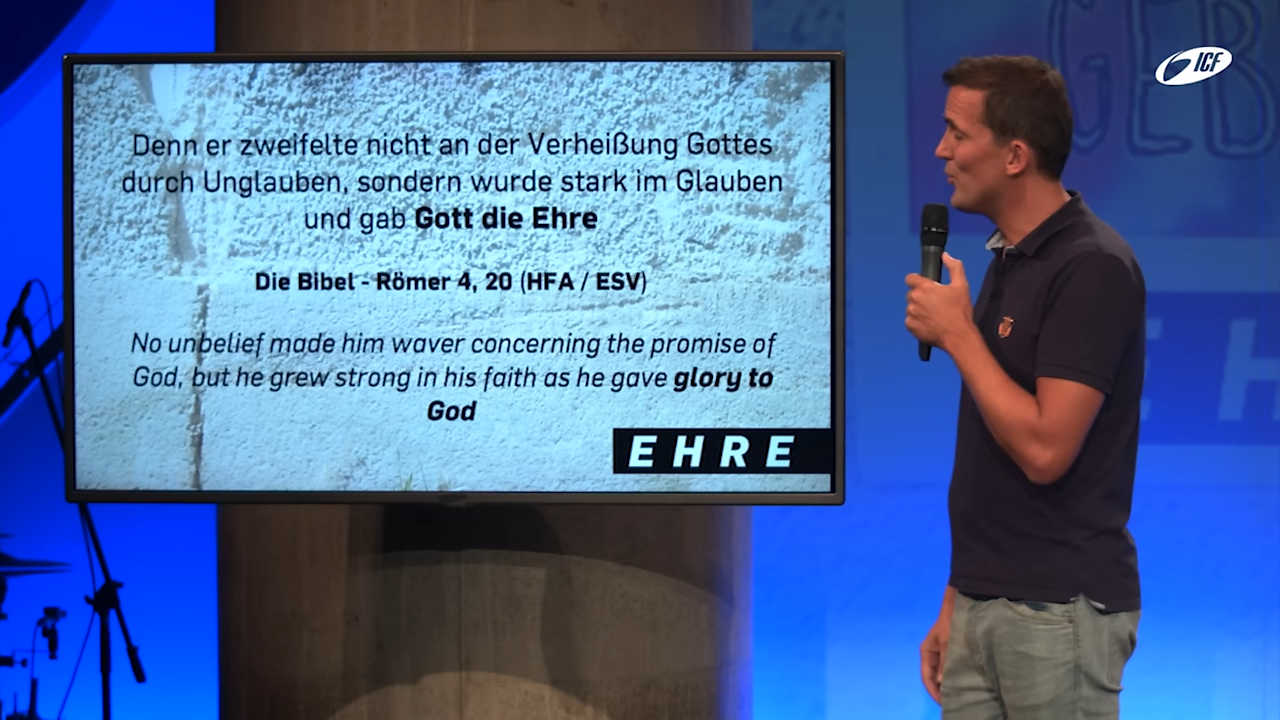 ICF
GEB
Denn er zweifelte nicht an der Verheißung Gottes
durch Unglauben, sondern wurde stark im Glauben
und gab Gott die Ehre
Die Bibel - Römer 4, 20 (HFA / ESV)
No unbelief made him waver concerning the promise of
God, but he grew strong in his faith as he gave glory to
God
EHRE